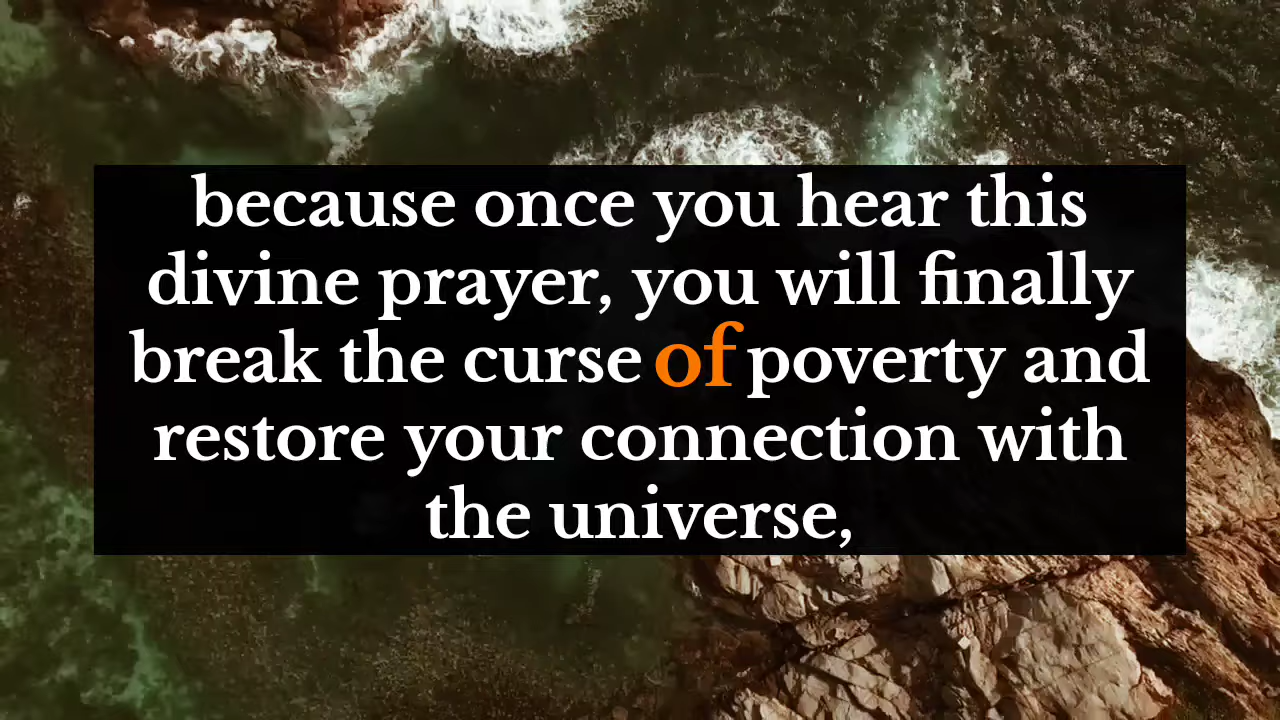 because once you hear this
divine prayer, you will finally
break the curse of poverty and
restore your connection with
the universe,